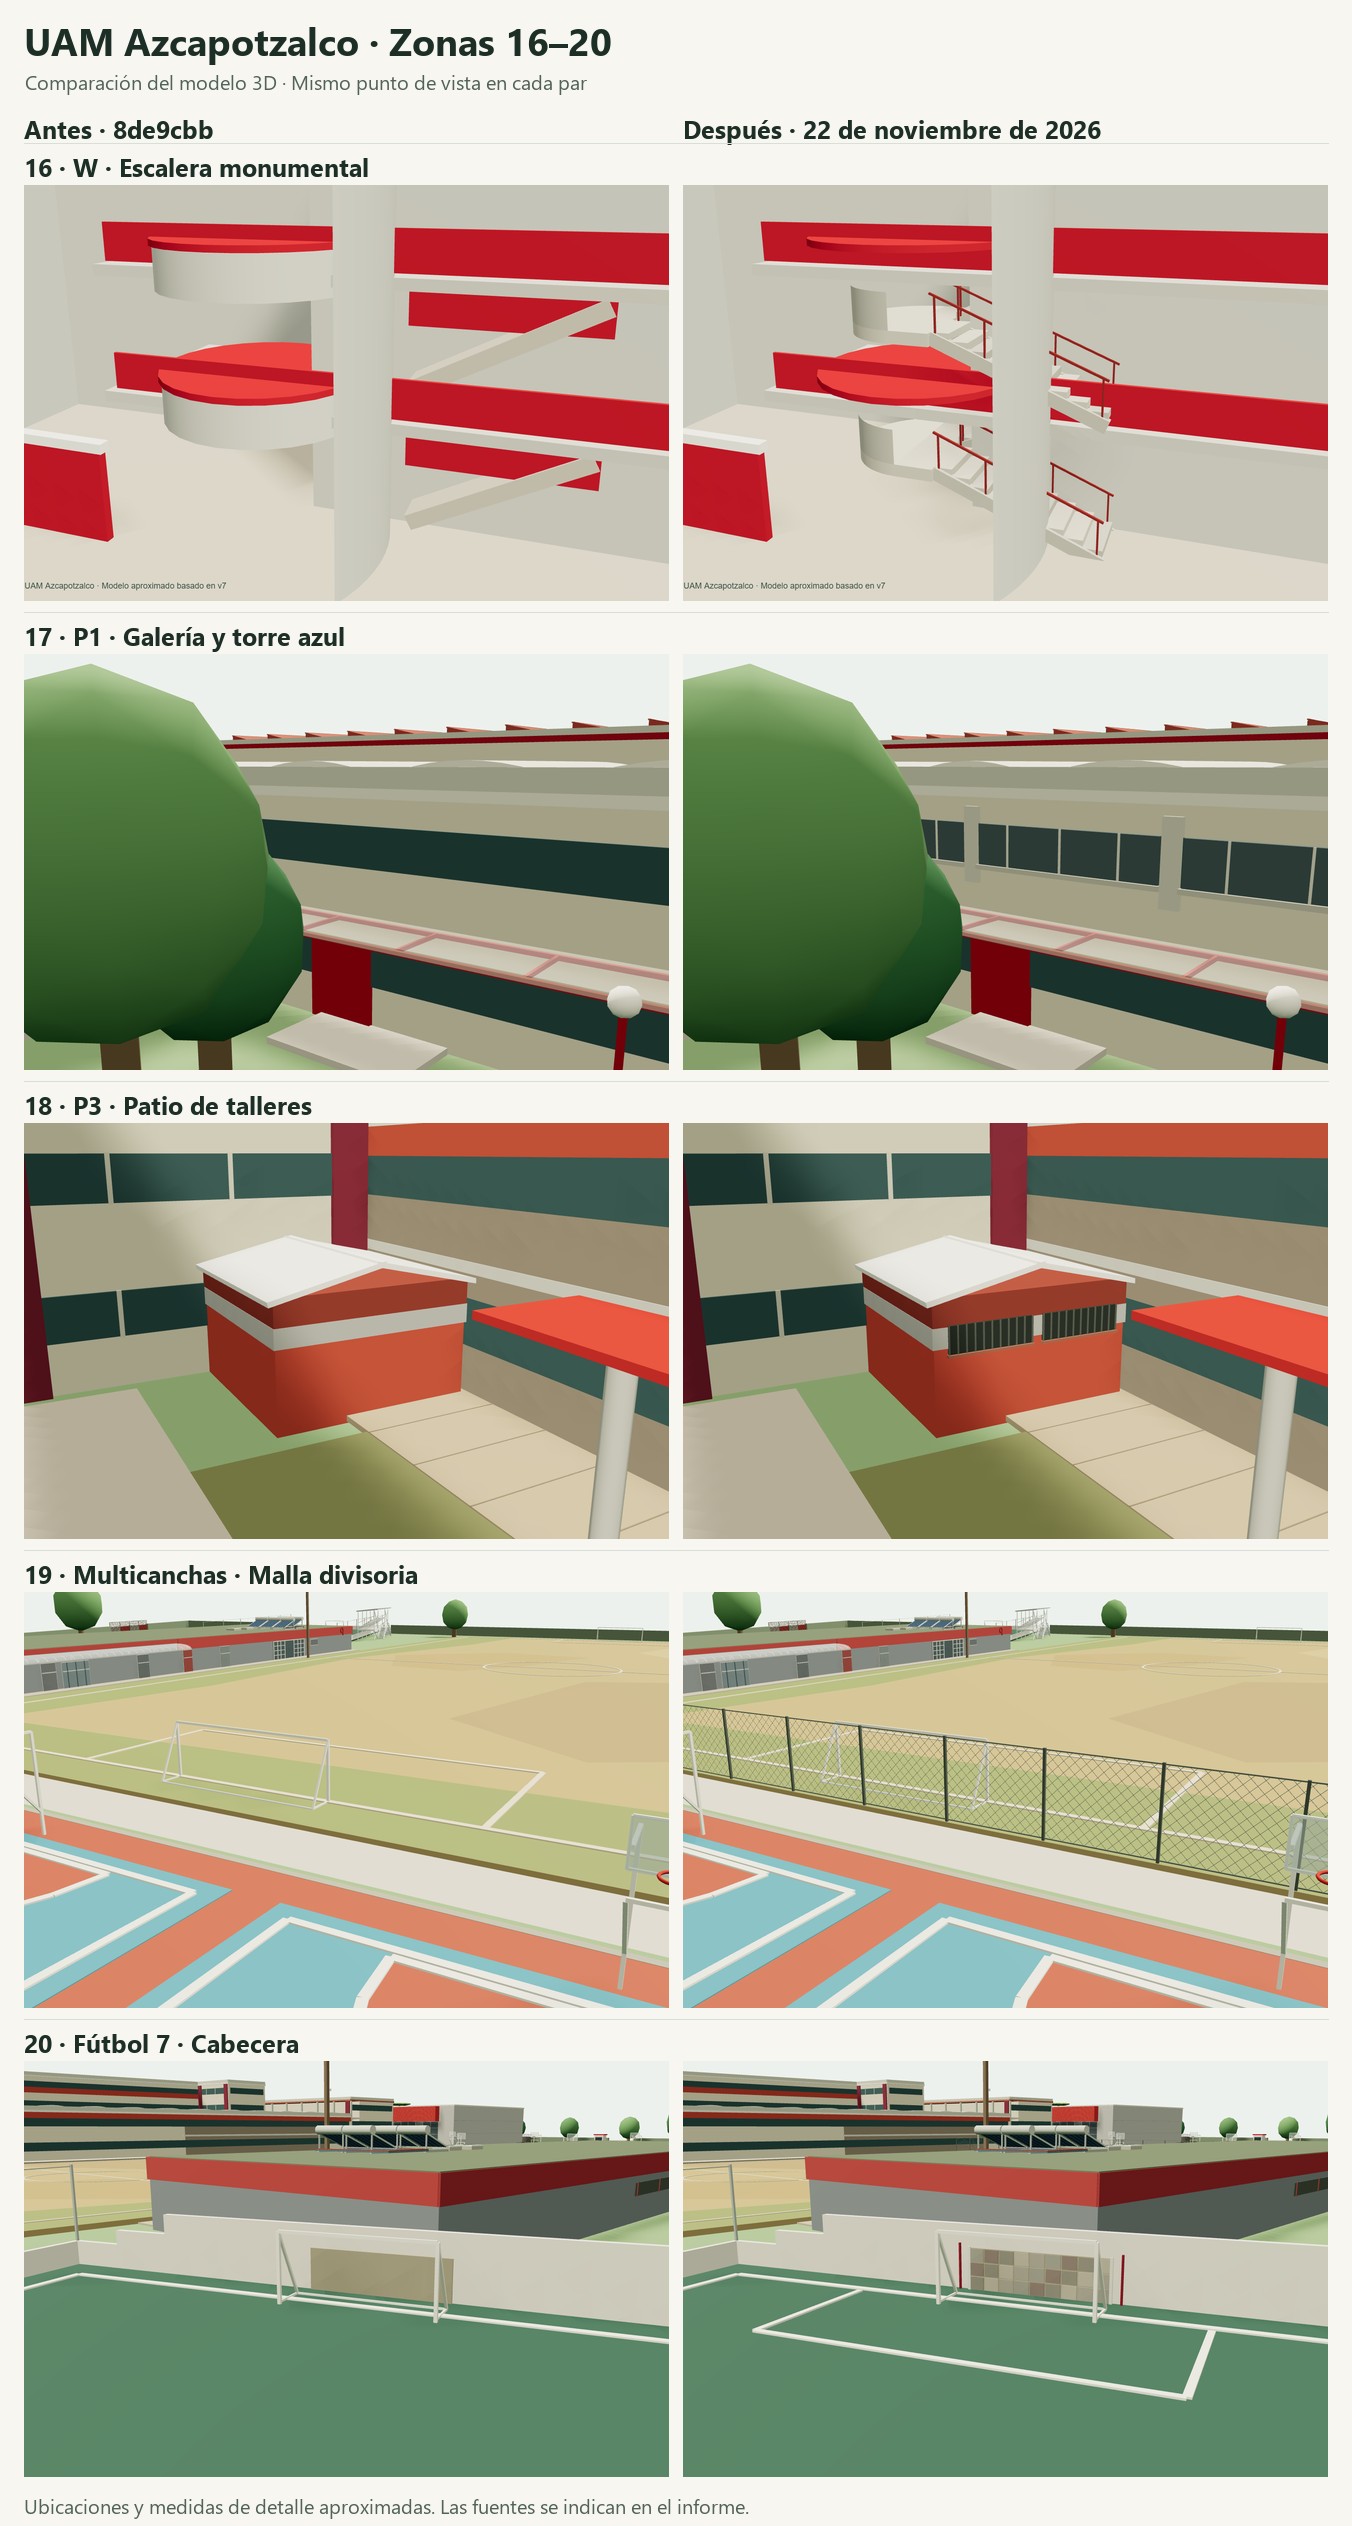 UAM Azcapotzalco · Zonas 16–20
Comparación del modelo 3D · Mismo punto de vista en cada par
Antes · 8de9cbb
Después · 22 de noviembre de 2026
16 · W · Escalera monumental
UAM Azcapotzalco · Modelo aproximado basado en v7
UAM Azcapotzalco · Modelo aproximado basado en v7
17 · P1 · Galería y torre azul
18 · P3 · Patio de talleres
19 · Multicanchas · Malla divisoria
20 · Fútbol 7 · Cabecera
Ubicaciones y medidas de detalle aproximadas. Las fuentes se indican en el informe.